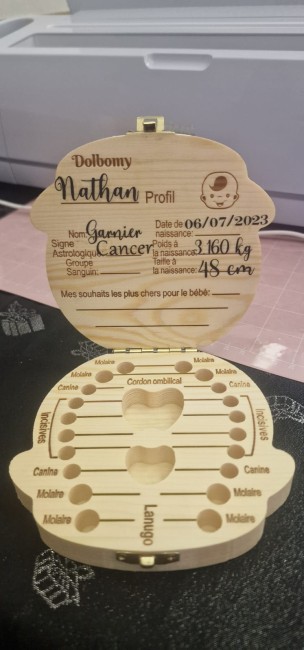 Dolbomy
Nathan Profil
Nom: Garnier
Date de naissance: 06/07/2023
Signe Astrologique: Cancer
Poids à la naissance: 3.160 kg
Groupe Sanguin:
Taille à la naissance: 48 cm
Mes souhaits les plus chers pour le bébé:
Molaire Molaire
Molaire Molaire
Cordon ombilical
Canine Canine
Incisives Incisives
Canine Canine
Molaire Molaire
Molaire Molaire
Lanugo